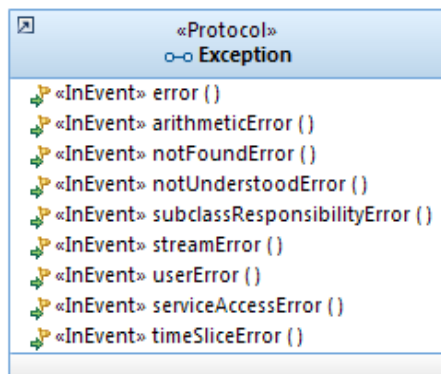 «Protocol»
Exception
«InEvent» error ( )
«InEvent» arithmeticError ( )
«InEvent» notFoundError ( )
«InEvent» notUnderstoodError ( )
«InEvent» subclassResponsibilityError ( )
«InEvent» streamError ( )
«InEvent» userError ( )
«InEvent» serviceAccessError ( )
«InEvent» timeSliceError ( )